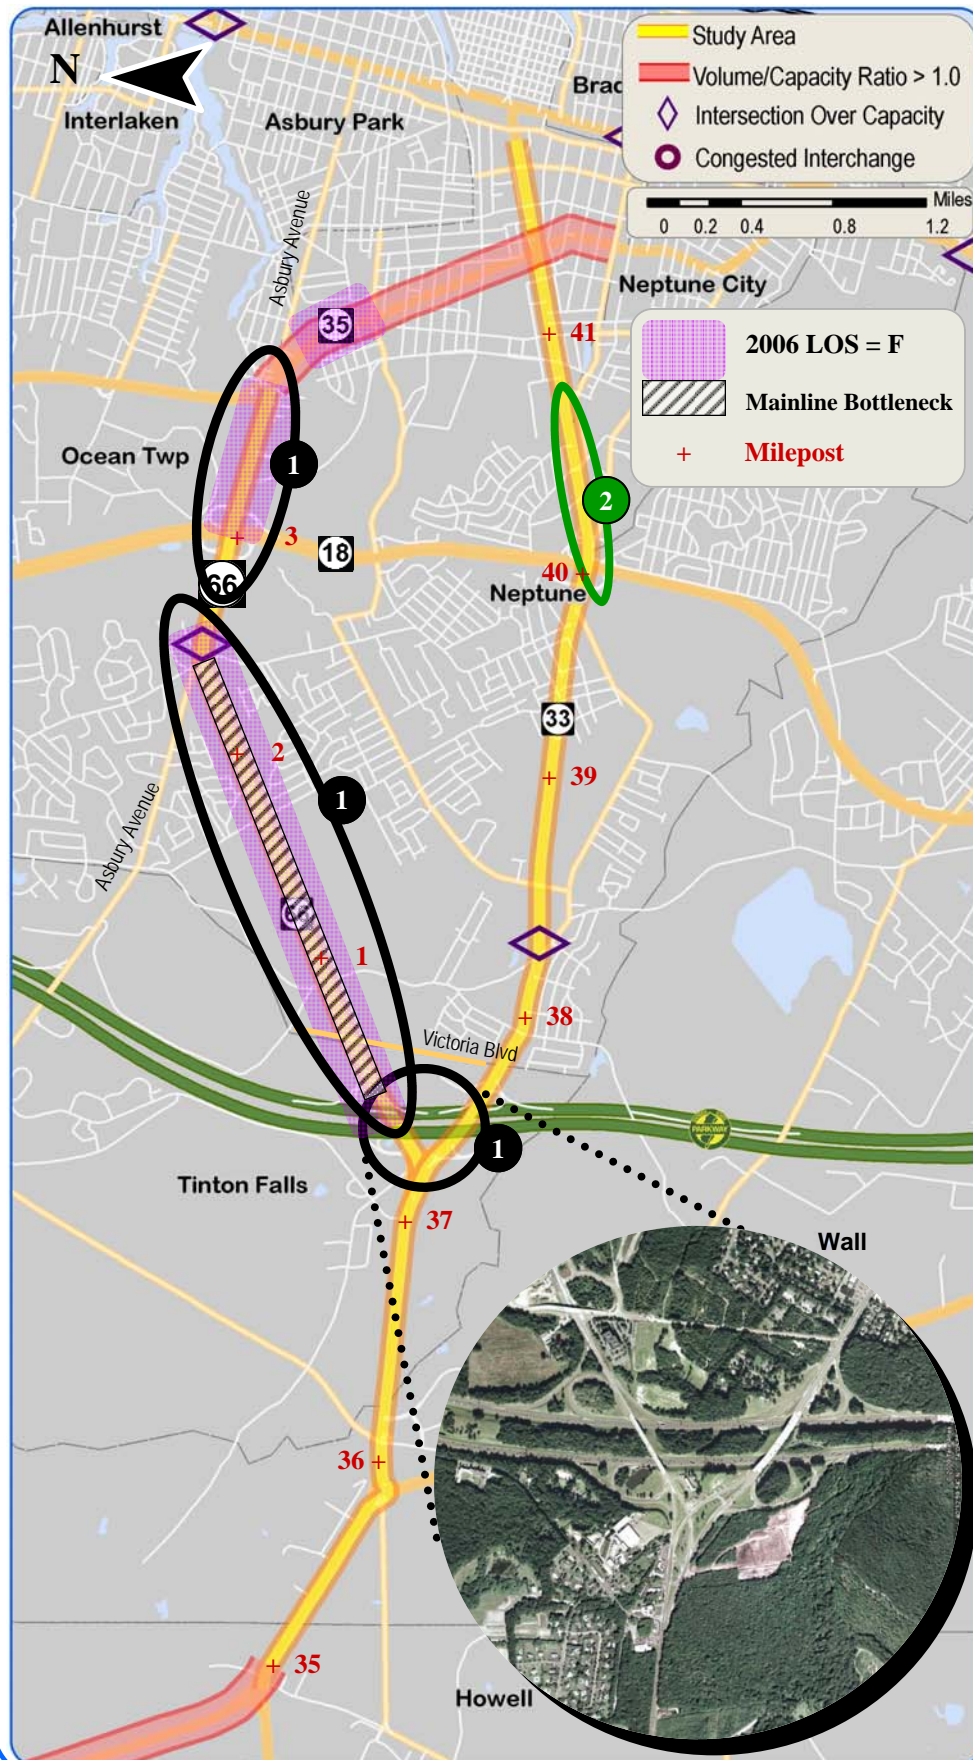 Allenhurst
N
Interlaken
Asbury Park
Brad
Study Area
Volume/Capacity Ratio > 1.0
Intersection Over Capacity
Congested Interchange
Miles
0 0.2 0.4 0.8 1.2
Asbury Avenue
Neptune City
35
41
2006 LOS = F
Mainline Bottleneck
Milepost
Ocean Twp
1
2
3
18
66
40
Neptune
33
2
39
1
Asbury Avenue
66
1
38
Victoria Blvd
PARKWAY
1
Tinton Falls
37
Wall
36
35
Howell